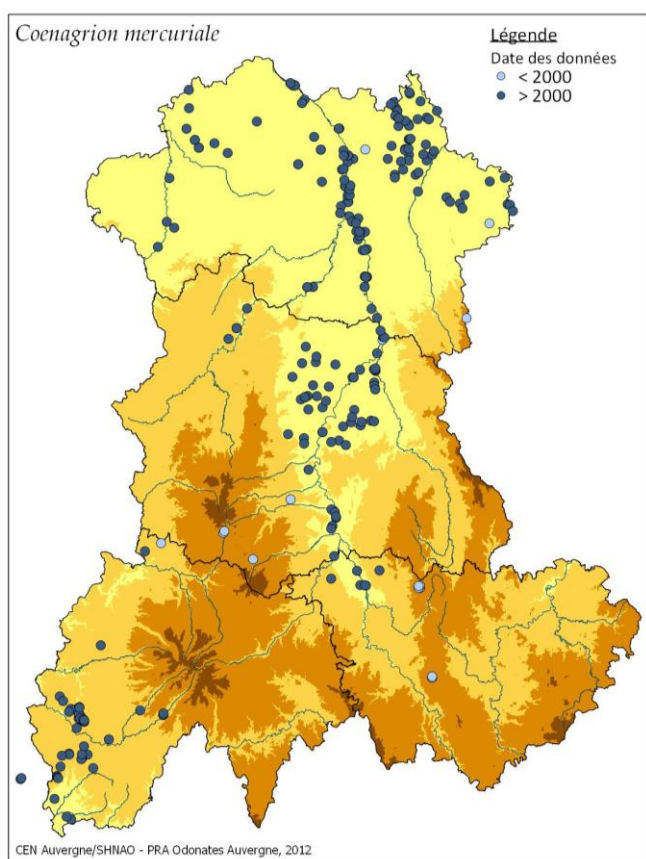 Coenagrion mercuriale
Légende
Date des données
< 2000
> 2000
CEN Auvergne/SHNAO - PRA Odonates Auvergne, 2012